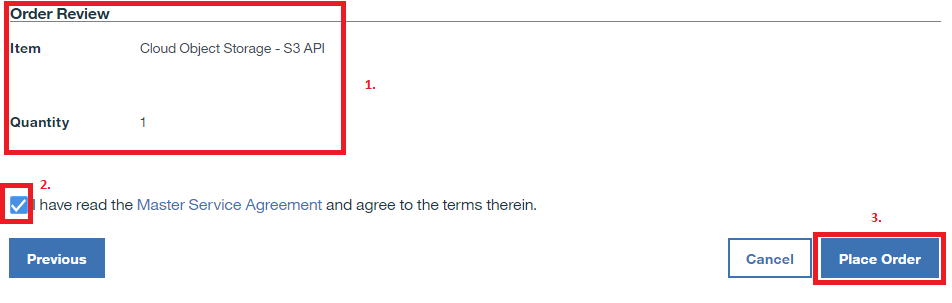 Order Review
Item Cloud Object Storage - S3 API
1.
Quantity 1
2.
I have read the Master Service Agreement and agree to the terms therein.
3.
Previous Cancel Place Order